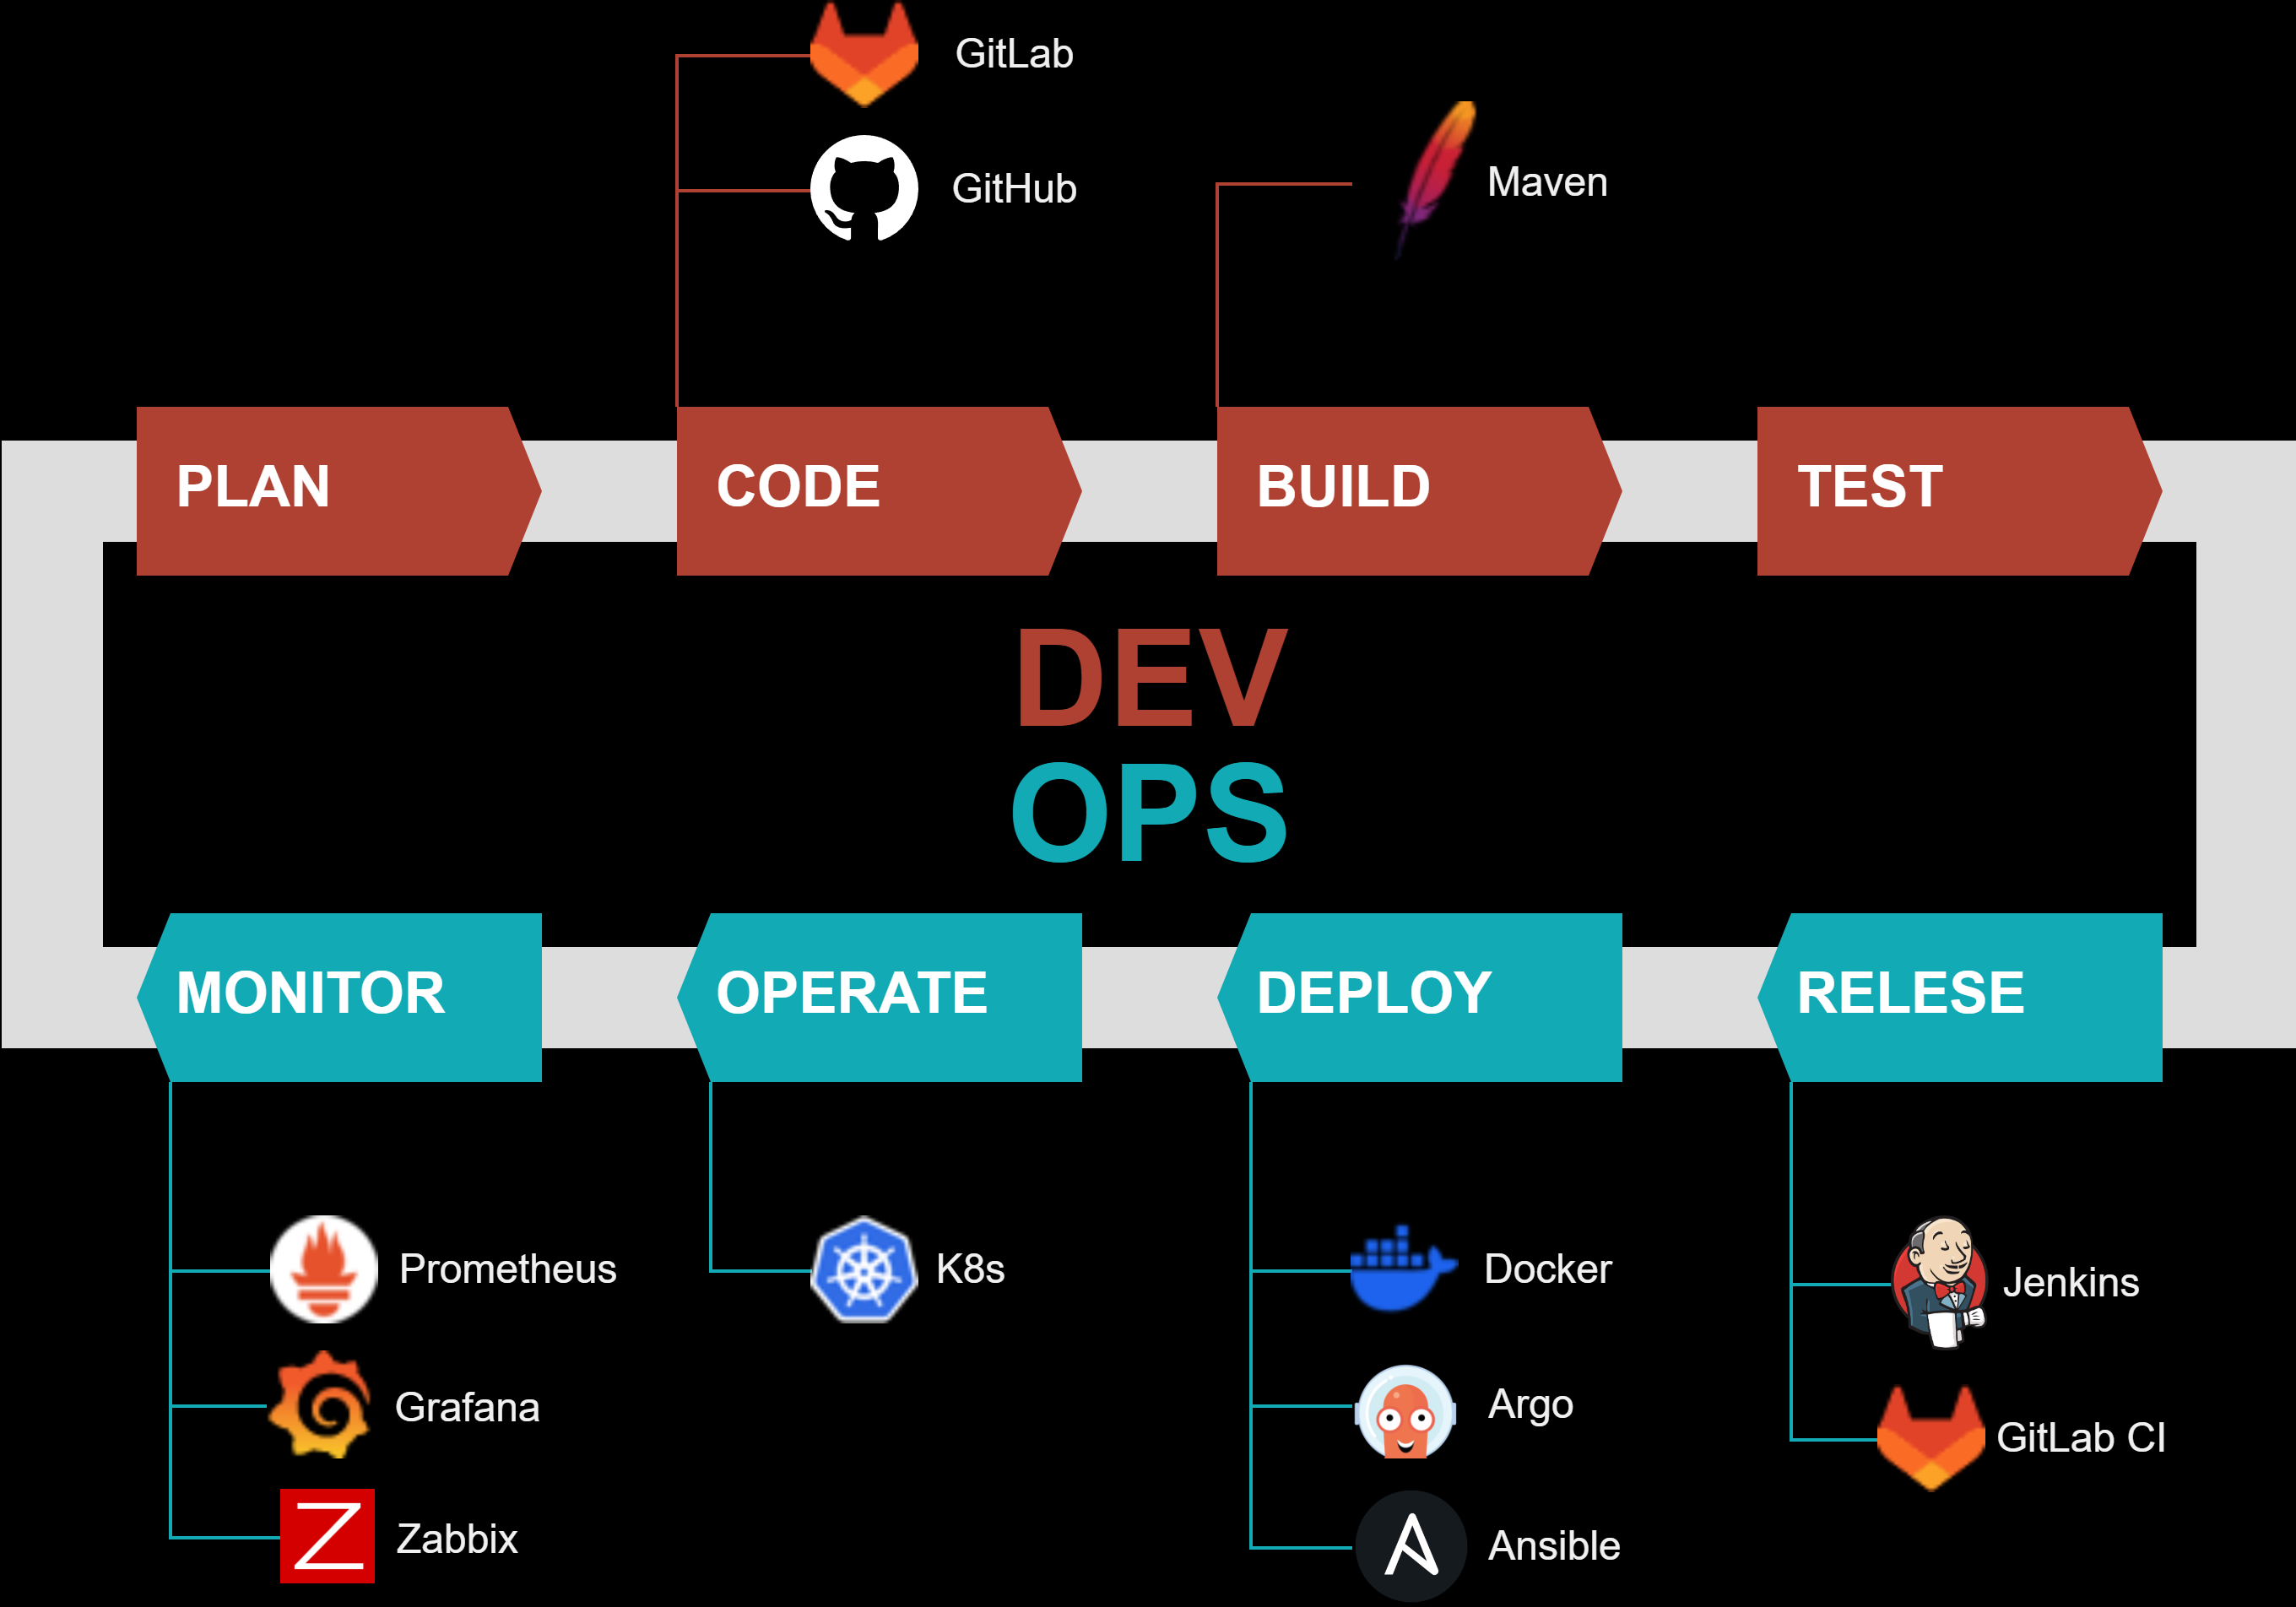 GitLab
GitHub
Maven
PLAN
CODE
BUILD
TEST
DEV
OPS
MONITOR
OPERATE
DEPLOY
RELESE
Prometheus
K8s
Docker
Jenkins
Grafana
Argo
GitLab CI
Zabbix
Ansible